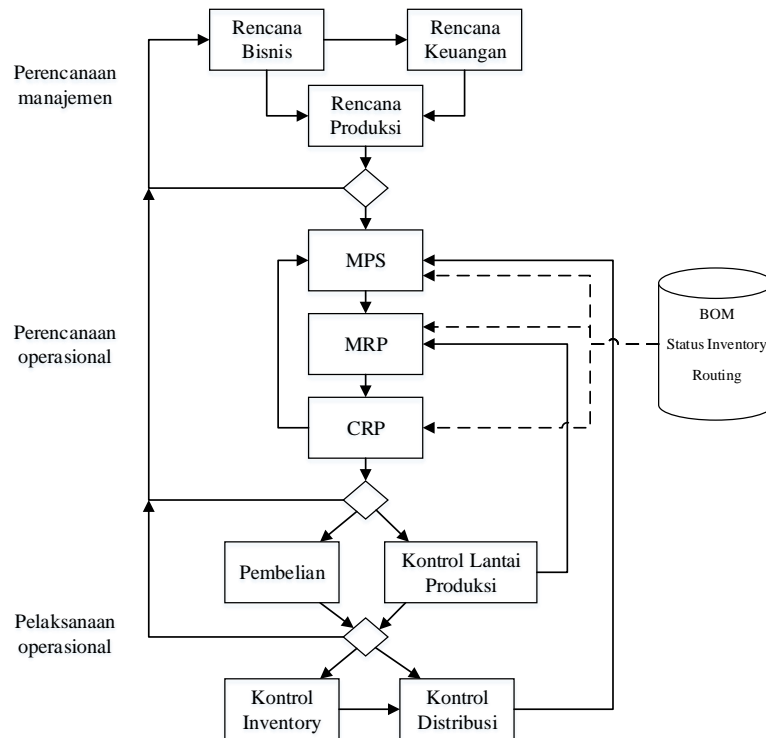 Rencana
Bisnis
Rencana
Keuangan
Perencanaan
manajemen
Rencana
Produksi
MPS
BOM
Status Inventory
Routing
Perencanaan
operasional
MRP
CRP
Pembelian
Kontrol Lantai
Produksi
Pelaksanaan
operasional
Kontrol
Inventory
Kontrol
Distribusi